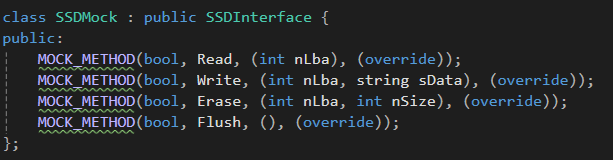 class SSDMock : public SSDInterface {
public:
    MOCK_METHOD(bool, Read, (int nLba), (override));
    MOCK_METHOD(bool, Write, (int nLba, string sData), (override));
    MOCK_METHOD(bool, Erase, (int nLba, int nSize), (override));
    MOCK_METHOD(bool, Flush, (), (override));
};